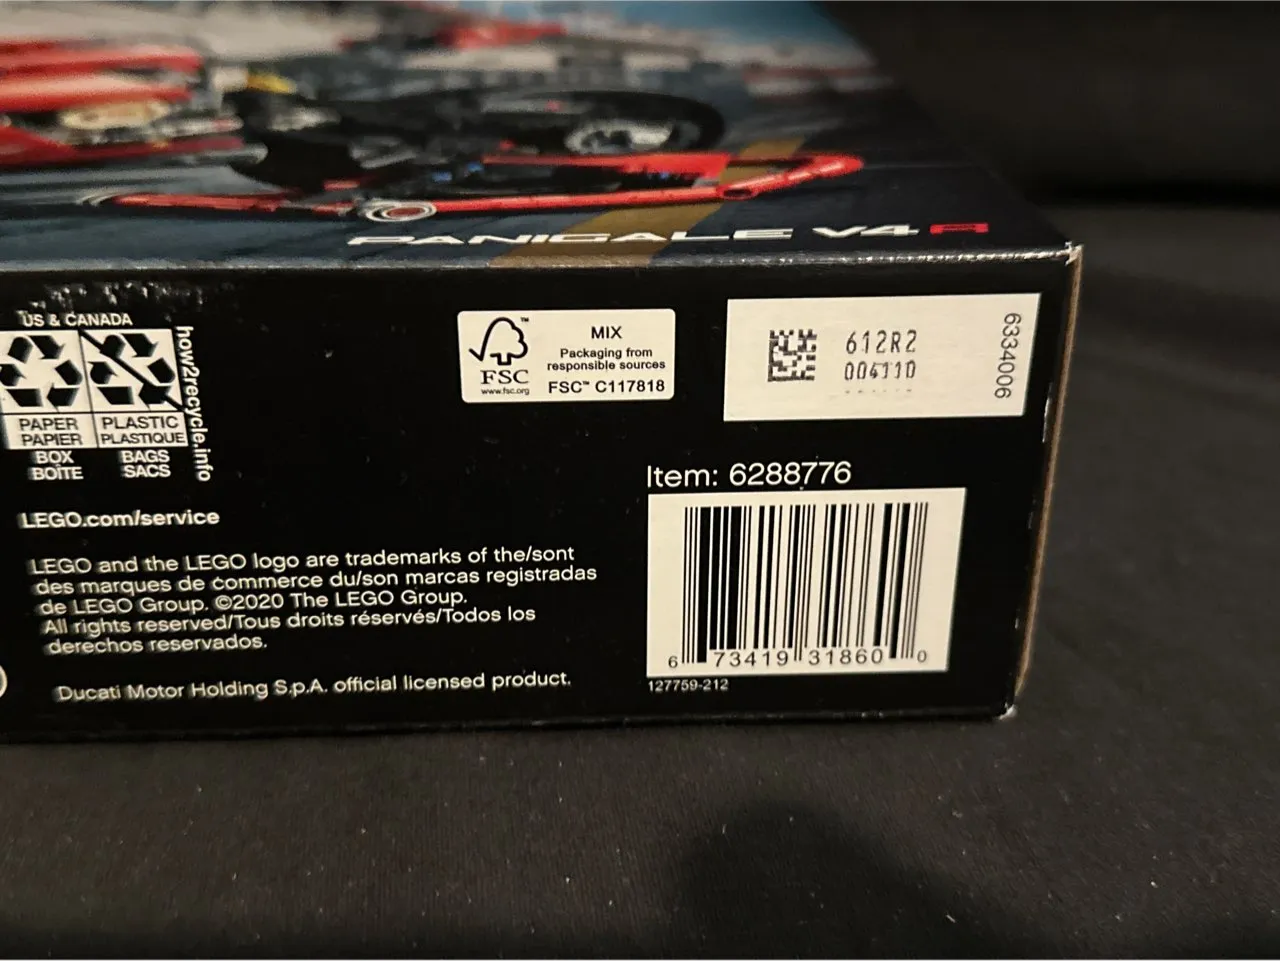 PANIGALE V4 R
US & CANADA
how2recycle.info
PAPER
PAPIER
BOX
BOÎTE
PLASTIC
PLASTIQUE
BAGS
SACS
LEGO.com/service
LEGO and the LEGO logo are trademarks of the/sont
des marques de commerce du/son marcas registradas
de LEGO Group. ©2020 The LEGO Group.
All rights reserved/Tous droits réservés/Todos los
derechos reservados.
Ducati Motor Holding S.p.A. official licensed product.
FSC
™
www.fsc.org
MIX
Packaging from
responsible sources
FSC™ C117818
612R2
004110
6334006
Item: 6288776
6 73419 31860 0
127759-212